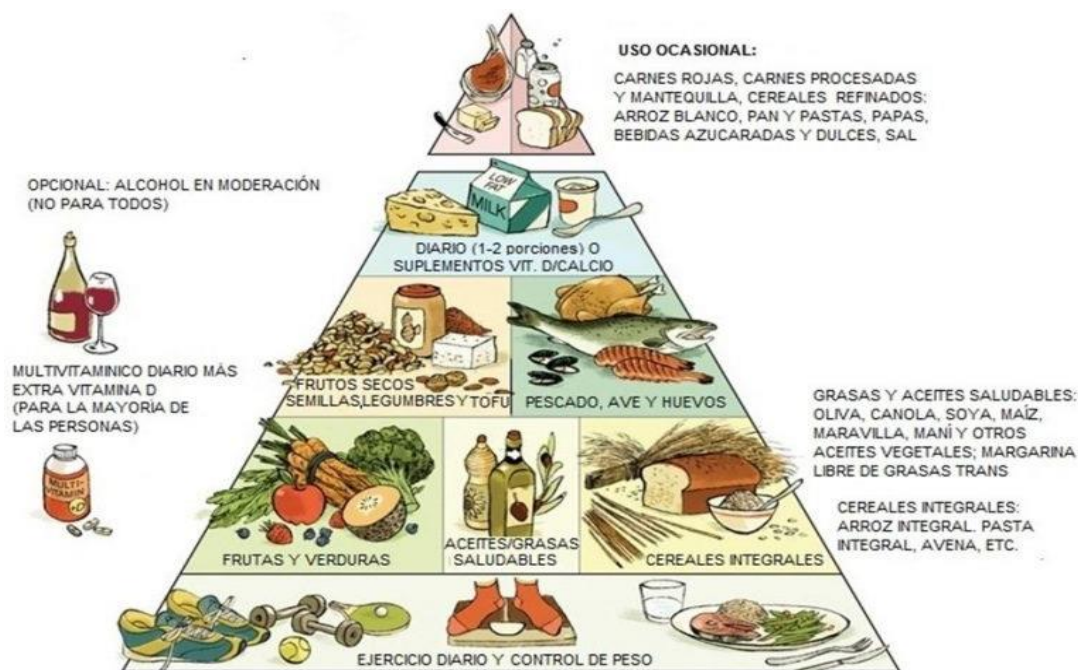 USO OCASIONAL:
CARNES ROJAS, CARNES PROCESADAS
Y MANTEQUILLA, CEREALES REFINADOS:
ARROZ BLANCO, PAN Y PASTAS, PAPAS,
BEBIDAS AZUCARADAS Y DULCES, SAL
OPCIONAL: ALCOHOL EN MODERACIÓN
(NO PARA TODOS)
LOW
FAT
MILK
DIARIO (1-2 porciones) O
SUPLEMENTOS VIT. D/CALCIO
MULTIVITAMINICO DIARIO MÁS
EXTRA VITAMINA D
(PARA LA MAYORÍA DE
LAS PERSONAS)
MULTI-
VITAMIN
+D
FRUTOS SECOS
SEMILLAS, LEGUMBRES Y TOFU
PESCADO, AVE Y HUEVOS
GRASAS Y ACEITES SALUDABLES:
OLIVA, CANOLA, SOYA, MAÍZ,
MARAVILLA, MANÍ Y OTROS
ACEITES VEGETALES; MARGARINA
LIBRE DE GRASAS TRANS
CEREALES INTEGRALES:
ARROZ INTEGRAL. PASTA
INTEGRAL, AVENA, ETC.
FRUTAS Y VERDURAS
ACEITES/GRASAS
SALUDABLES
CEREALES INTEGRALES
EJERCICIO DIARIO Y CONTROL DE PESO